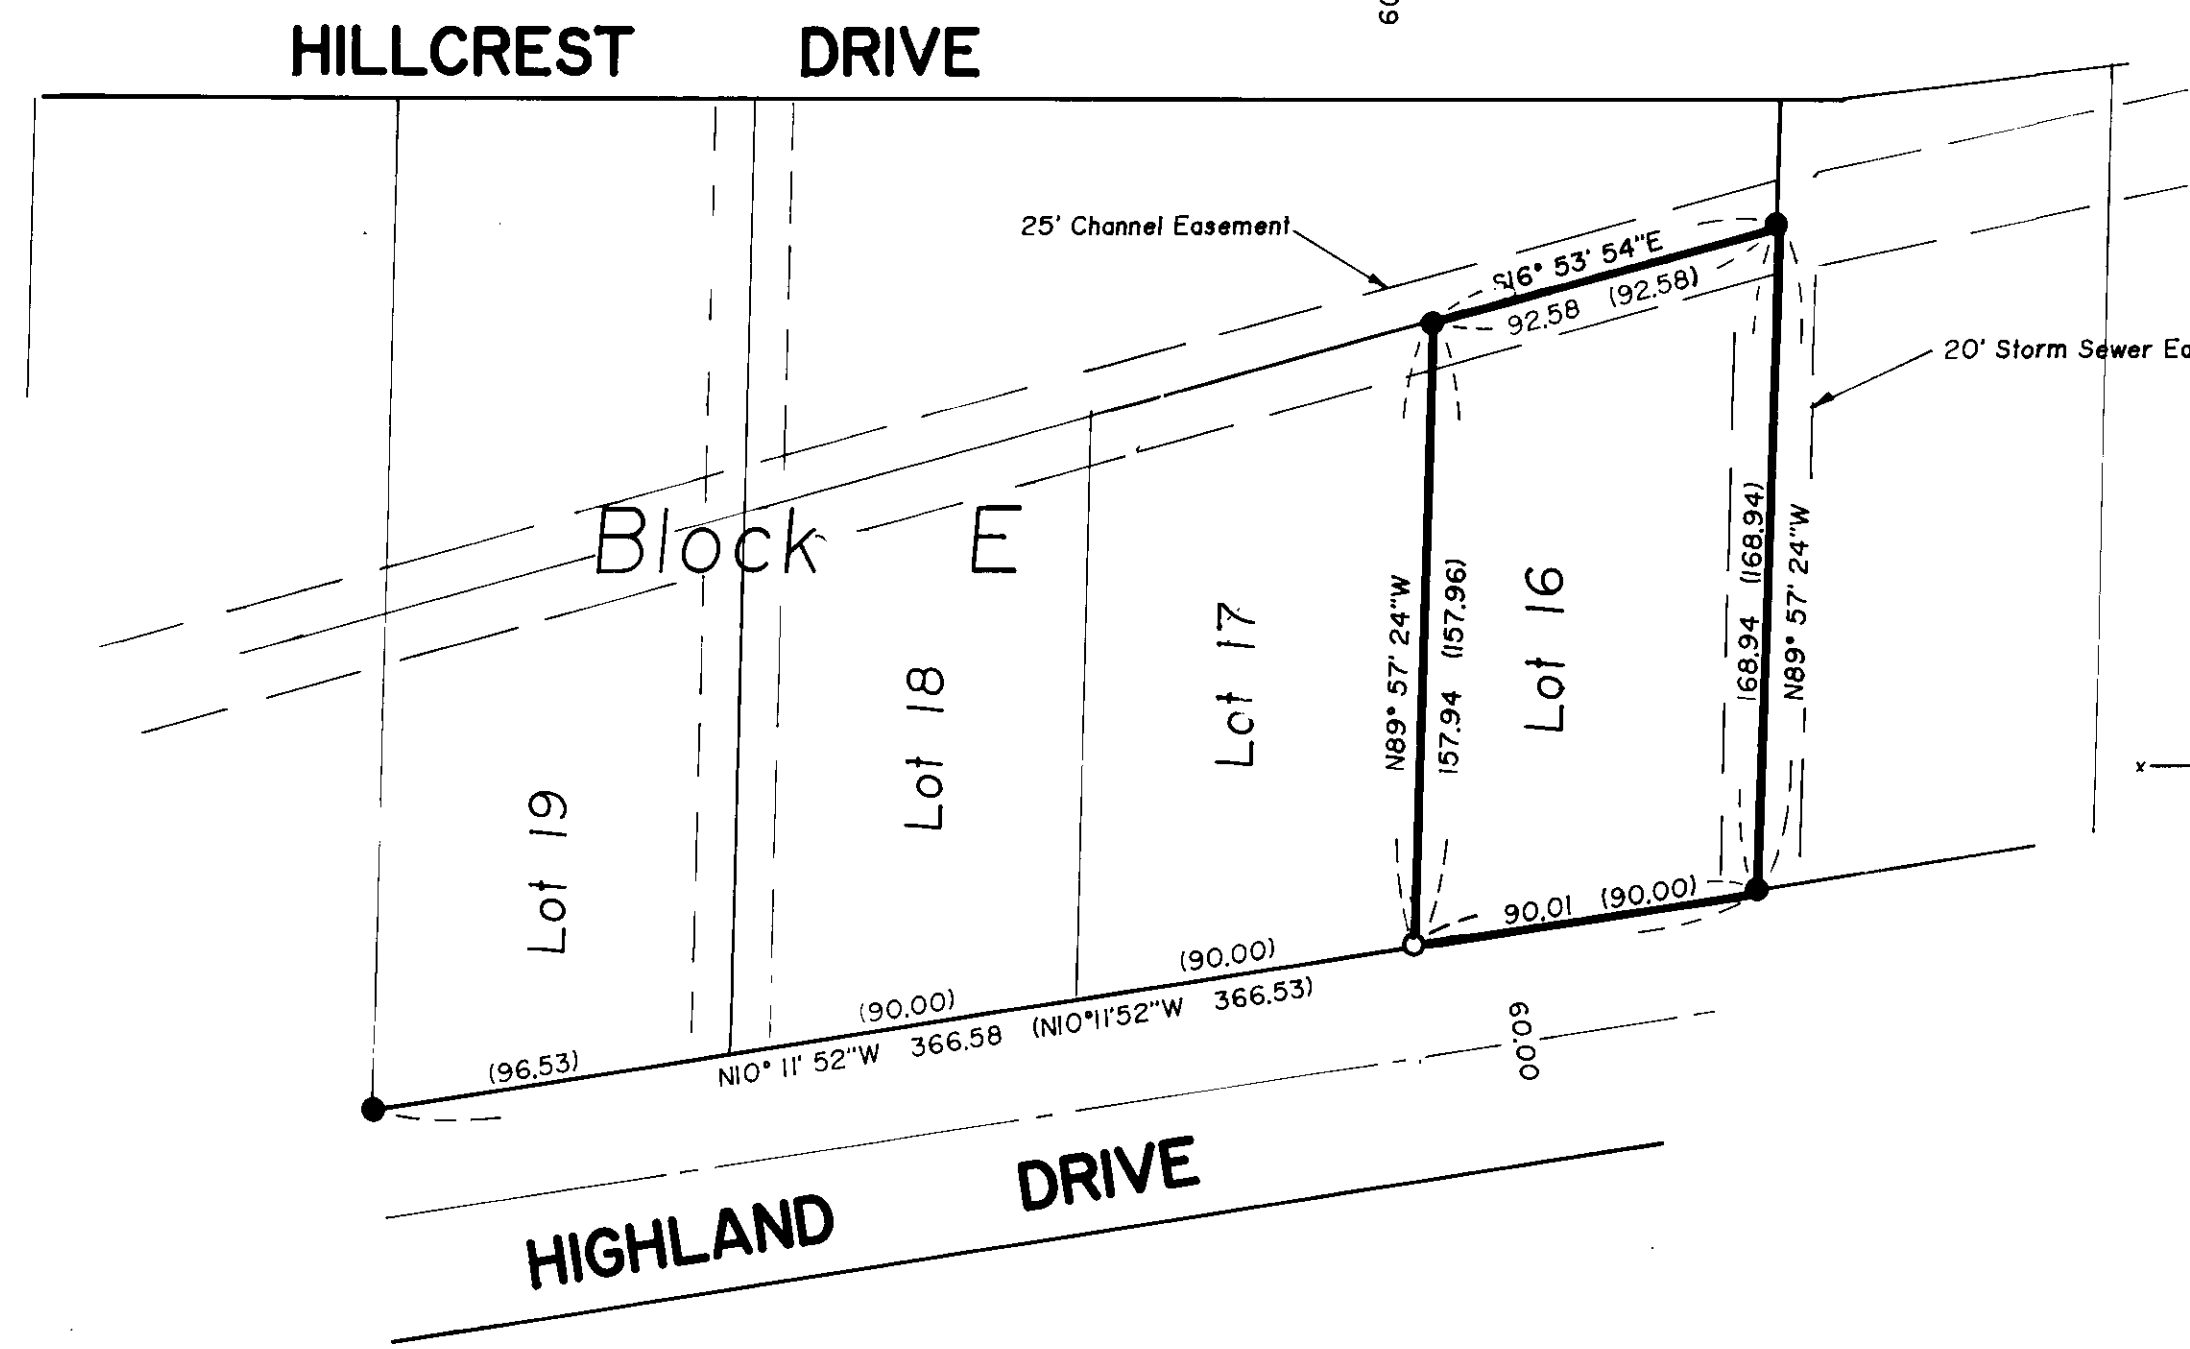 60
HILLCREST DRIVE
25' Channel Easement
S16° 53' 54"E
92.58 (92.58)
20' Storm Sewer Ea
Block E
Lot 19
Lot 18
Lot 17
Lot 16
N89° 57' 24"W
157.94 (157.96)
168.94 (168.94)
N89° 57' 24"W
x
90.01 (90.00)
(90.00)
(90.00)
(96.53)
N10° 11' 52"W 366.58 (N10°11'52"W 366.53)
60.00
HIGHLAND DRIVE